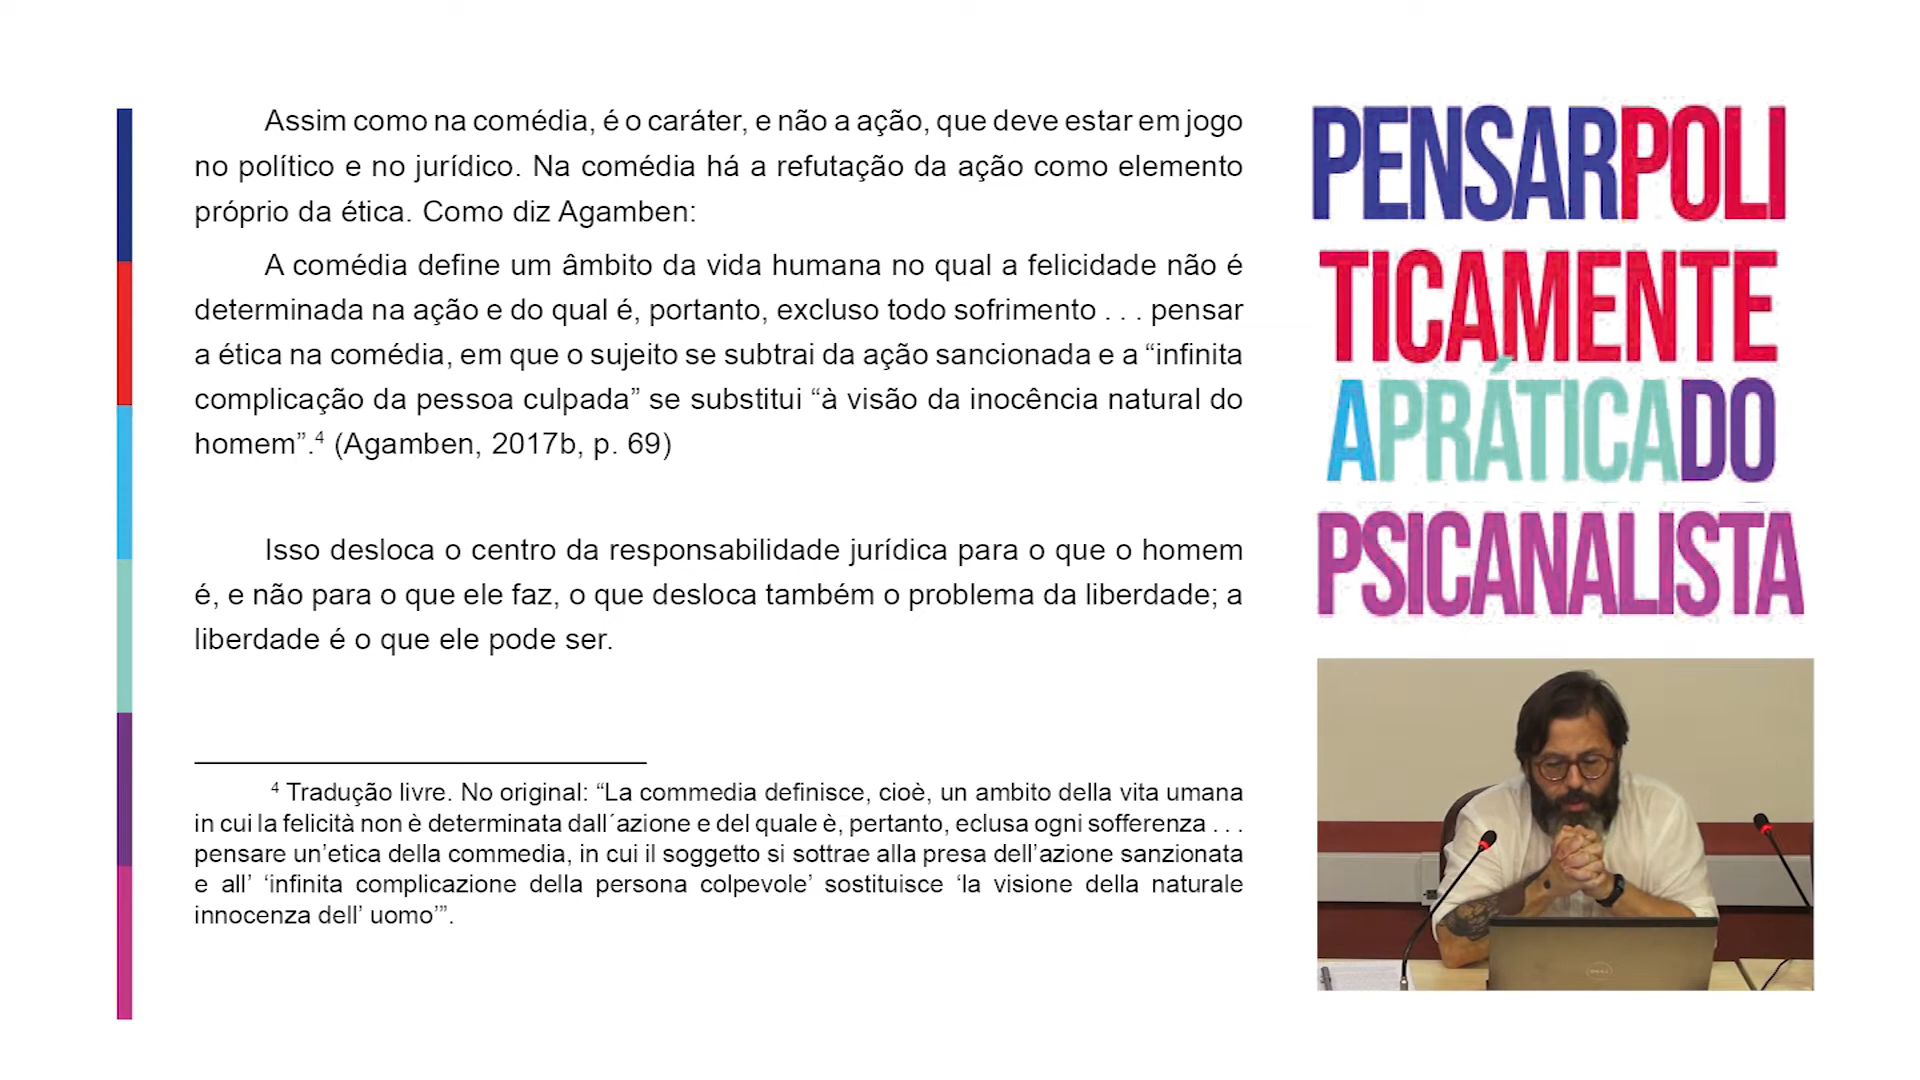 Assim como na comédia, é o caráter, e não a ação, que deve estar em jogo
no político e no jurídico. Na comédia há a refutação da ação como elemento
próprio da ética. Como diz Agamben:
A comédia define um âmbito da vida humana no qual a felicidade não é
determinada na ação e do qual é, portanto, excluso todo sofrimento . . . pensar
a ética na comédia, em que o sujeito se subtrai da ação sancionada e a “infinita
complicação da pessoa culpada” se substitui “à visão da inocência natural do
homem”.⁴ (Agamben, 2017b, p. 69)
Isso desloca o centro da responsabilidade jurídica para o que o homem
é, e não para o que ele faz, o que desloca também o problema da liberdade; a
liberdade é o que ele pode ser.
⁴ Tradução livre. No original: “La commedia definisce, cioè, un ambito della vita umana
in cui la felicità non è determinata dall´azione e del quale è, pertanto, eclusa ogni sofferenza . . .
pensare un’etica della commedia, in cui il soggetto si sottrae alla presa dell’azione sanzionata
e all’ ‘infinita complicazione della persona colpevole’ sostituisce ‘la visione della naturale
innocenza dell’ uomo’”.
PENSARPOLI
TICAMENTE
APRÁTICADO
PSICANALISTA
DELL